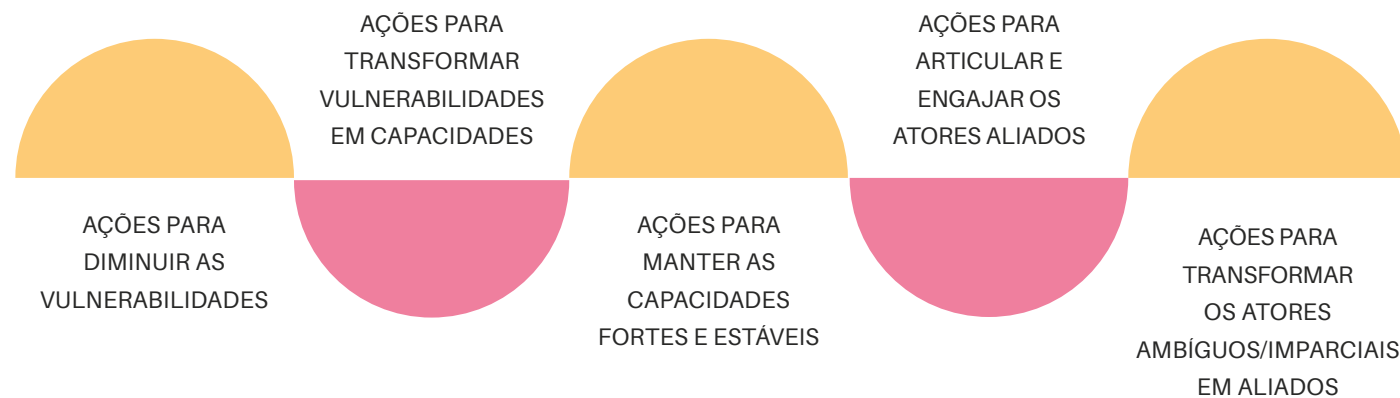 AÇÕES PARA
DIMINUIR AS
VULNERABILIDADES
AÇÕES PARA
TRANSFORMAR
VULNERABILIDADES
EM CAPACIDADES
AÇÕES PARA
MANTER AS
CAPACIDADES
FORTES E ESTÁVEIS
AÇÕES PARA
ARTICULAR E
ENGAJAR OS
ATORES ALIADOS
AÇÕES PARA
TRANSFORMAR
OS ATORES
AMBÍGUOS/IMPARCIAIS
EM ALIADOS